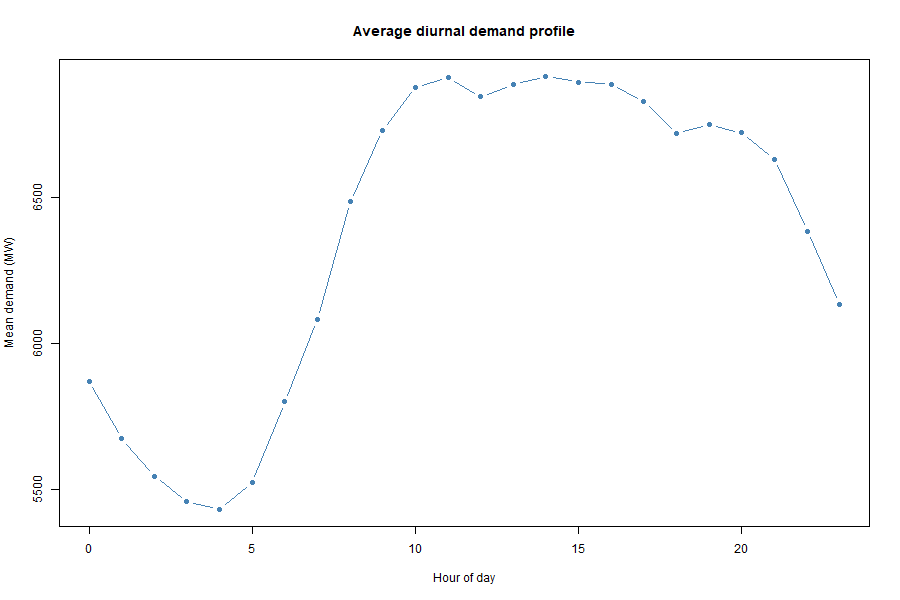 Average diurnal demand profile
Mean demand (MW)
6500
6000
5500
0 5 10 15 20
Hour of day